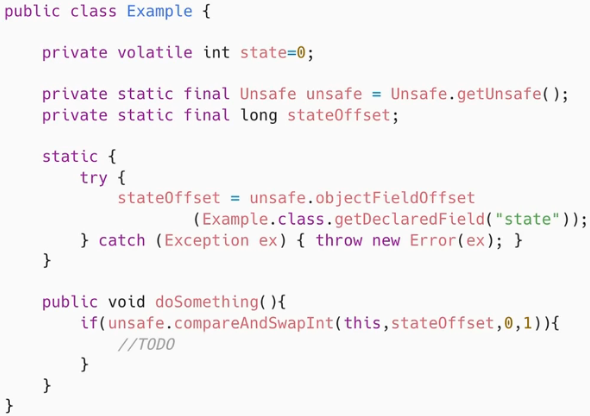 public class Example {
    private volatile int state=0;
    private static final Unsafe unsafe = Unsafe.getUnsafe();
    private static final long stateOffset;
    static {
        try {
            stateOffset = unsafe.objectFieldOffset
                    (Example.class.getDeclaredField("state"));
        } catch (Exception ex) { throw new Error(ex); }
    }
    public void doSomething(){
        if(unsafe.compareAndSwapInt(this,stateOffset,0,1)){
            //TODO
        }
    }
}